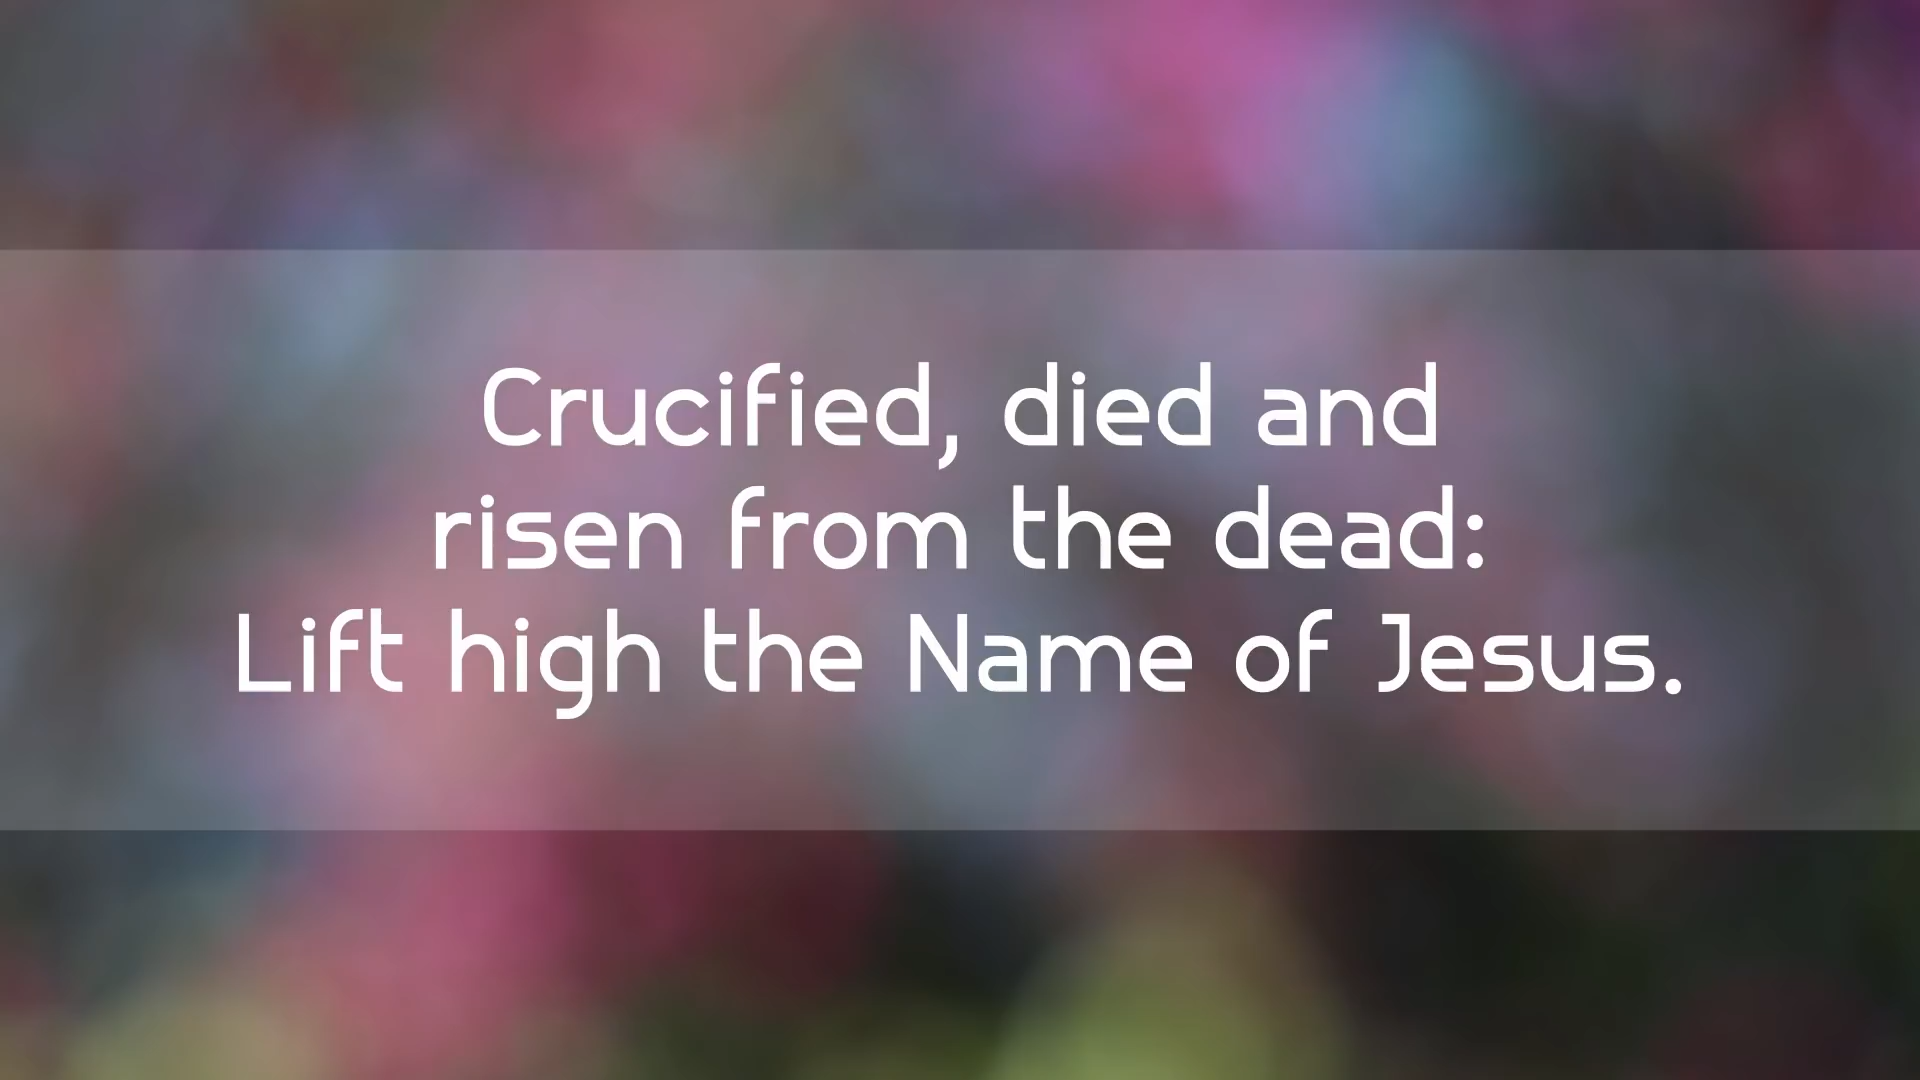 Crucified, died and
risen from the dead:
Lift high the Name of Jesus.